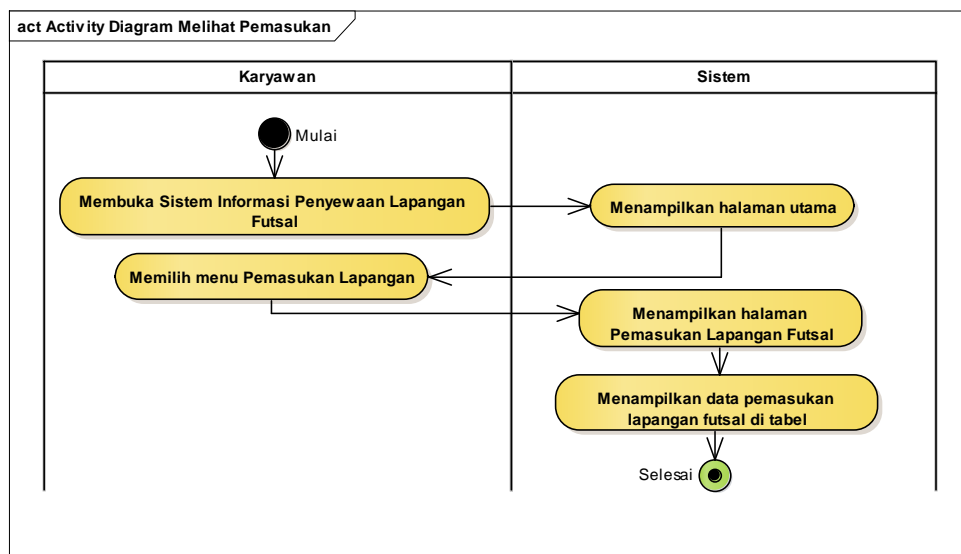 act Activity Diagram Melihat Pemasukan
Karyawan
Sistem
Mulai
Membuka Sistem Informasi Penyewaan Lapangan
Futsal
Menampilkan halaman utama
Memilih menu Pemasukan Lapangan
Menampilkan halaman
Pemasukan Lapangan Futsal
Menampilkan data pemasukan
lapangan futsal di tabel
Selesai